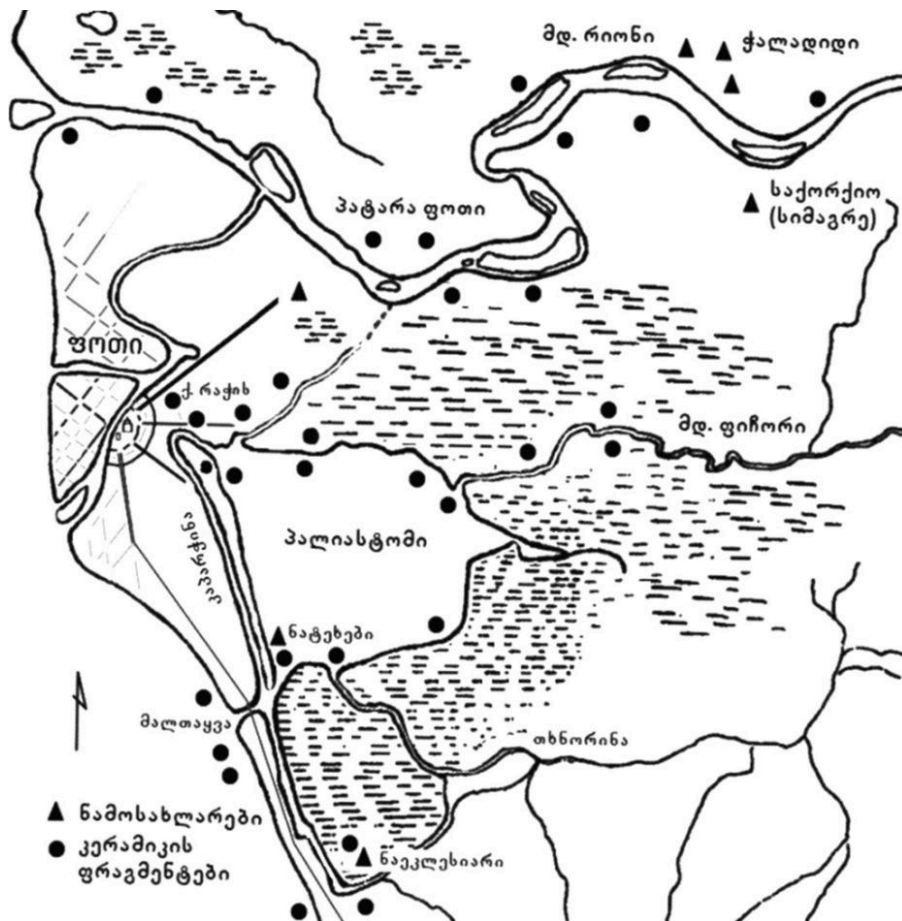 მდ. რიონი
ჭალადიდი
საქორქიო
(სიმაგრე)
პატარა ფოთი
ფოთი
ქ. რაჭის
მდ. ფიჩორი
პალიასტომი
ნატეხები
მალთაყვა
თხნორინა
ნამოსახლარები
კერამიკის
ფრაგმენტები
ნაეკლესიარი